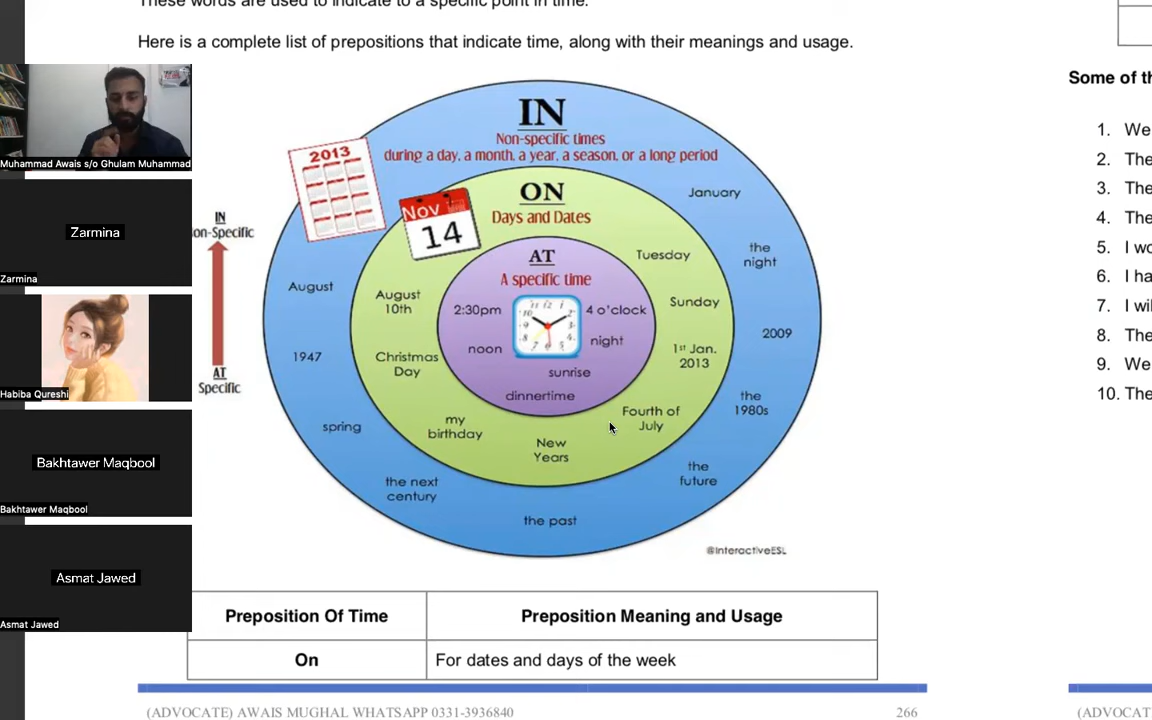 These words are used to indicate to a specific point in time.
Here is a complete list of prepositions that indicate time, along with their meanings and usage.
IN
Non-specific times
during a day, a month, a year, a season, or a long period
2013
ON
Days and Dates
Nov
14
AT
A specific time
January
the
night
2009
the
1980s
the
future
the past
the next
century
spring
1947
August
Tuesday
Sunday
1st Jan.
2013
Fourth of
July
New
Years
my
birthday
Christmas
Day
August
10th
2:30pm
4 o'clock
noon
night
sunrise
dinnertime
@InteractiveESL
IN
on-Specific
AT
Specific
Preposition Of Time
Preposition Meaning and Usage
On
For dates and days of the week
(ADVOCATE) AWAIS MUGHAL WHATSAPP 0331-3936840
266
Some of th
1. We
2. The
3. The
4. The
5. I wo
6. I ha
7. I wil
8. The
9. We
10. The
(ADVOCAT
Muhammad Awais s/o Ghulam Muhammad
Zarmina
Zarmina
Habiba Qureshi
Bakhtawer Maqbool
Bakhtawer Maqbool
Asmat Jawed
Asmat Jawed